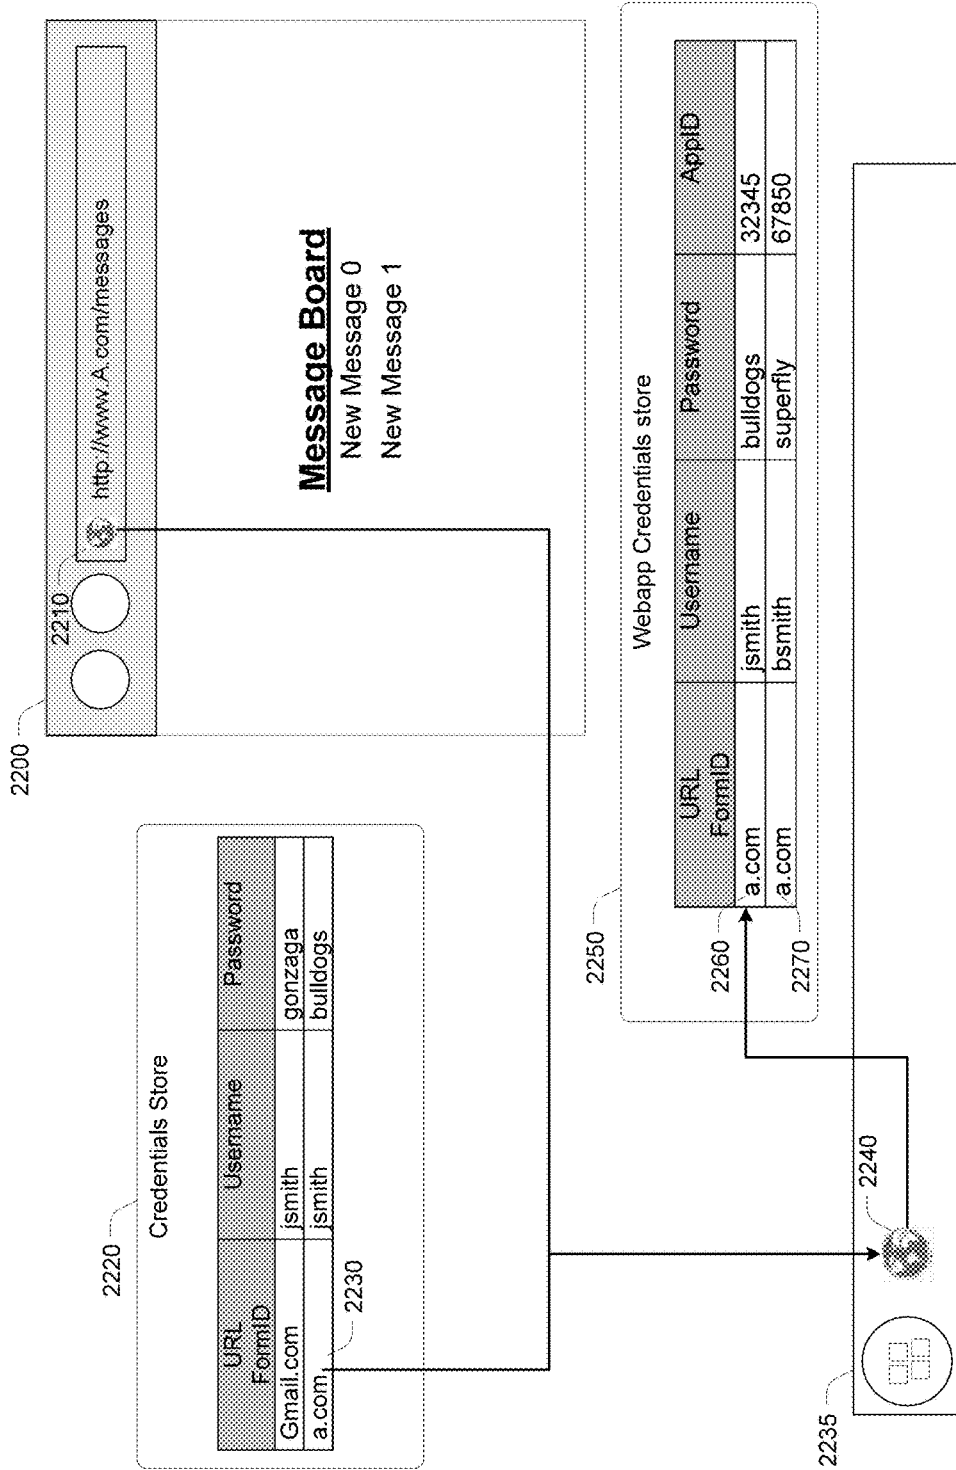 2200
2210
http://www.A.com/messages
Message Board
New Message 0
New Message 1
2220
Credentials Store
URL FormID Username Password
Gmail.com jsmith gonzaga
a.com jsmith bulldogs
2230
2250
Webapp Credentials store
URL FormID Username Password AppID
2260
a.com jsmith bulldogs 32345
a.com bsmith superfly 67850
2270
2235
2240